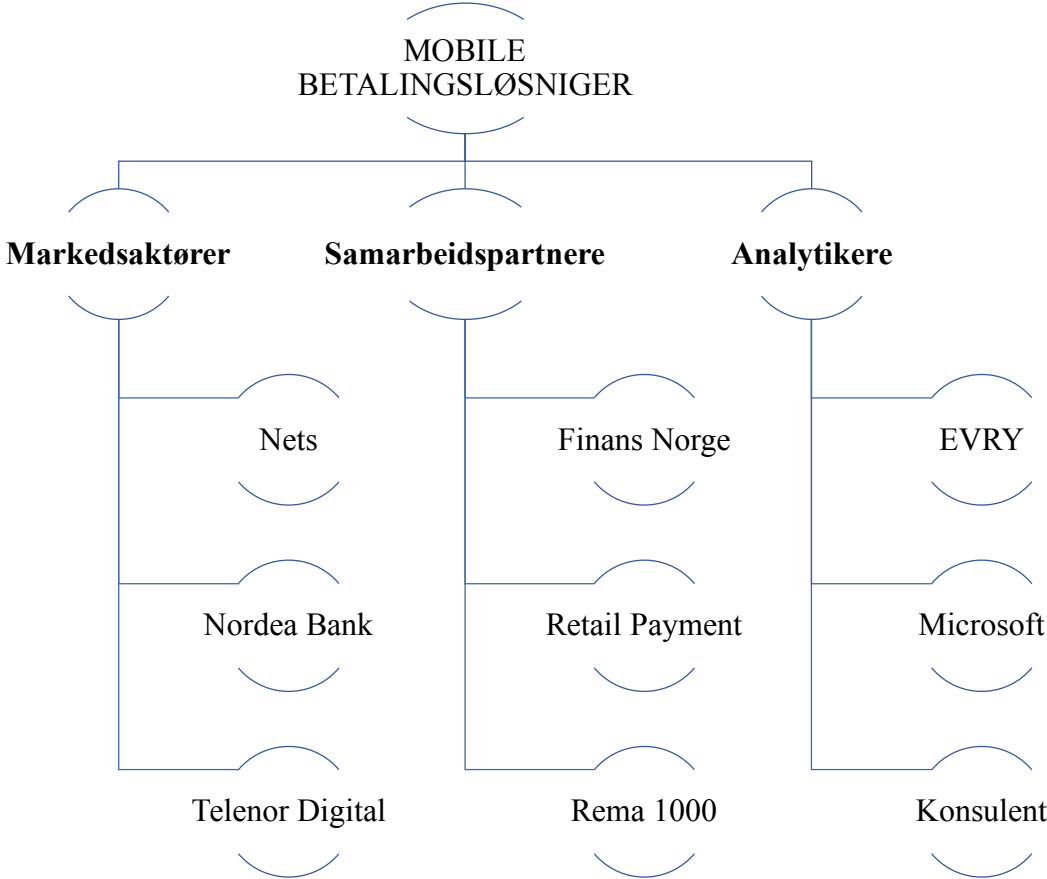 MOBILE
BETALINGSLØSNIGER
Markedsaktører
Samarbeidspartnere
Analytikere
Nets
Finans Norge
EVRY
Nordea Bank
Retail Payment
Microsoft
Telenor Digital
Rema 1000
Konsulent